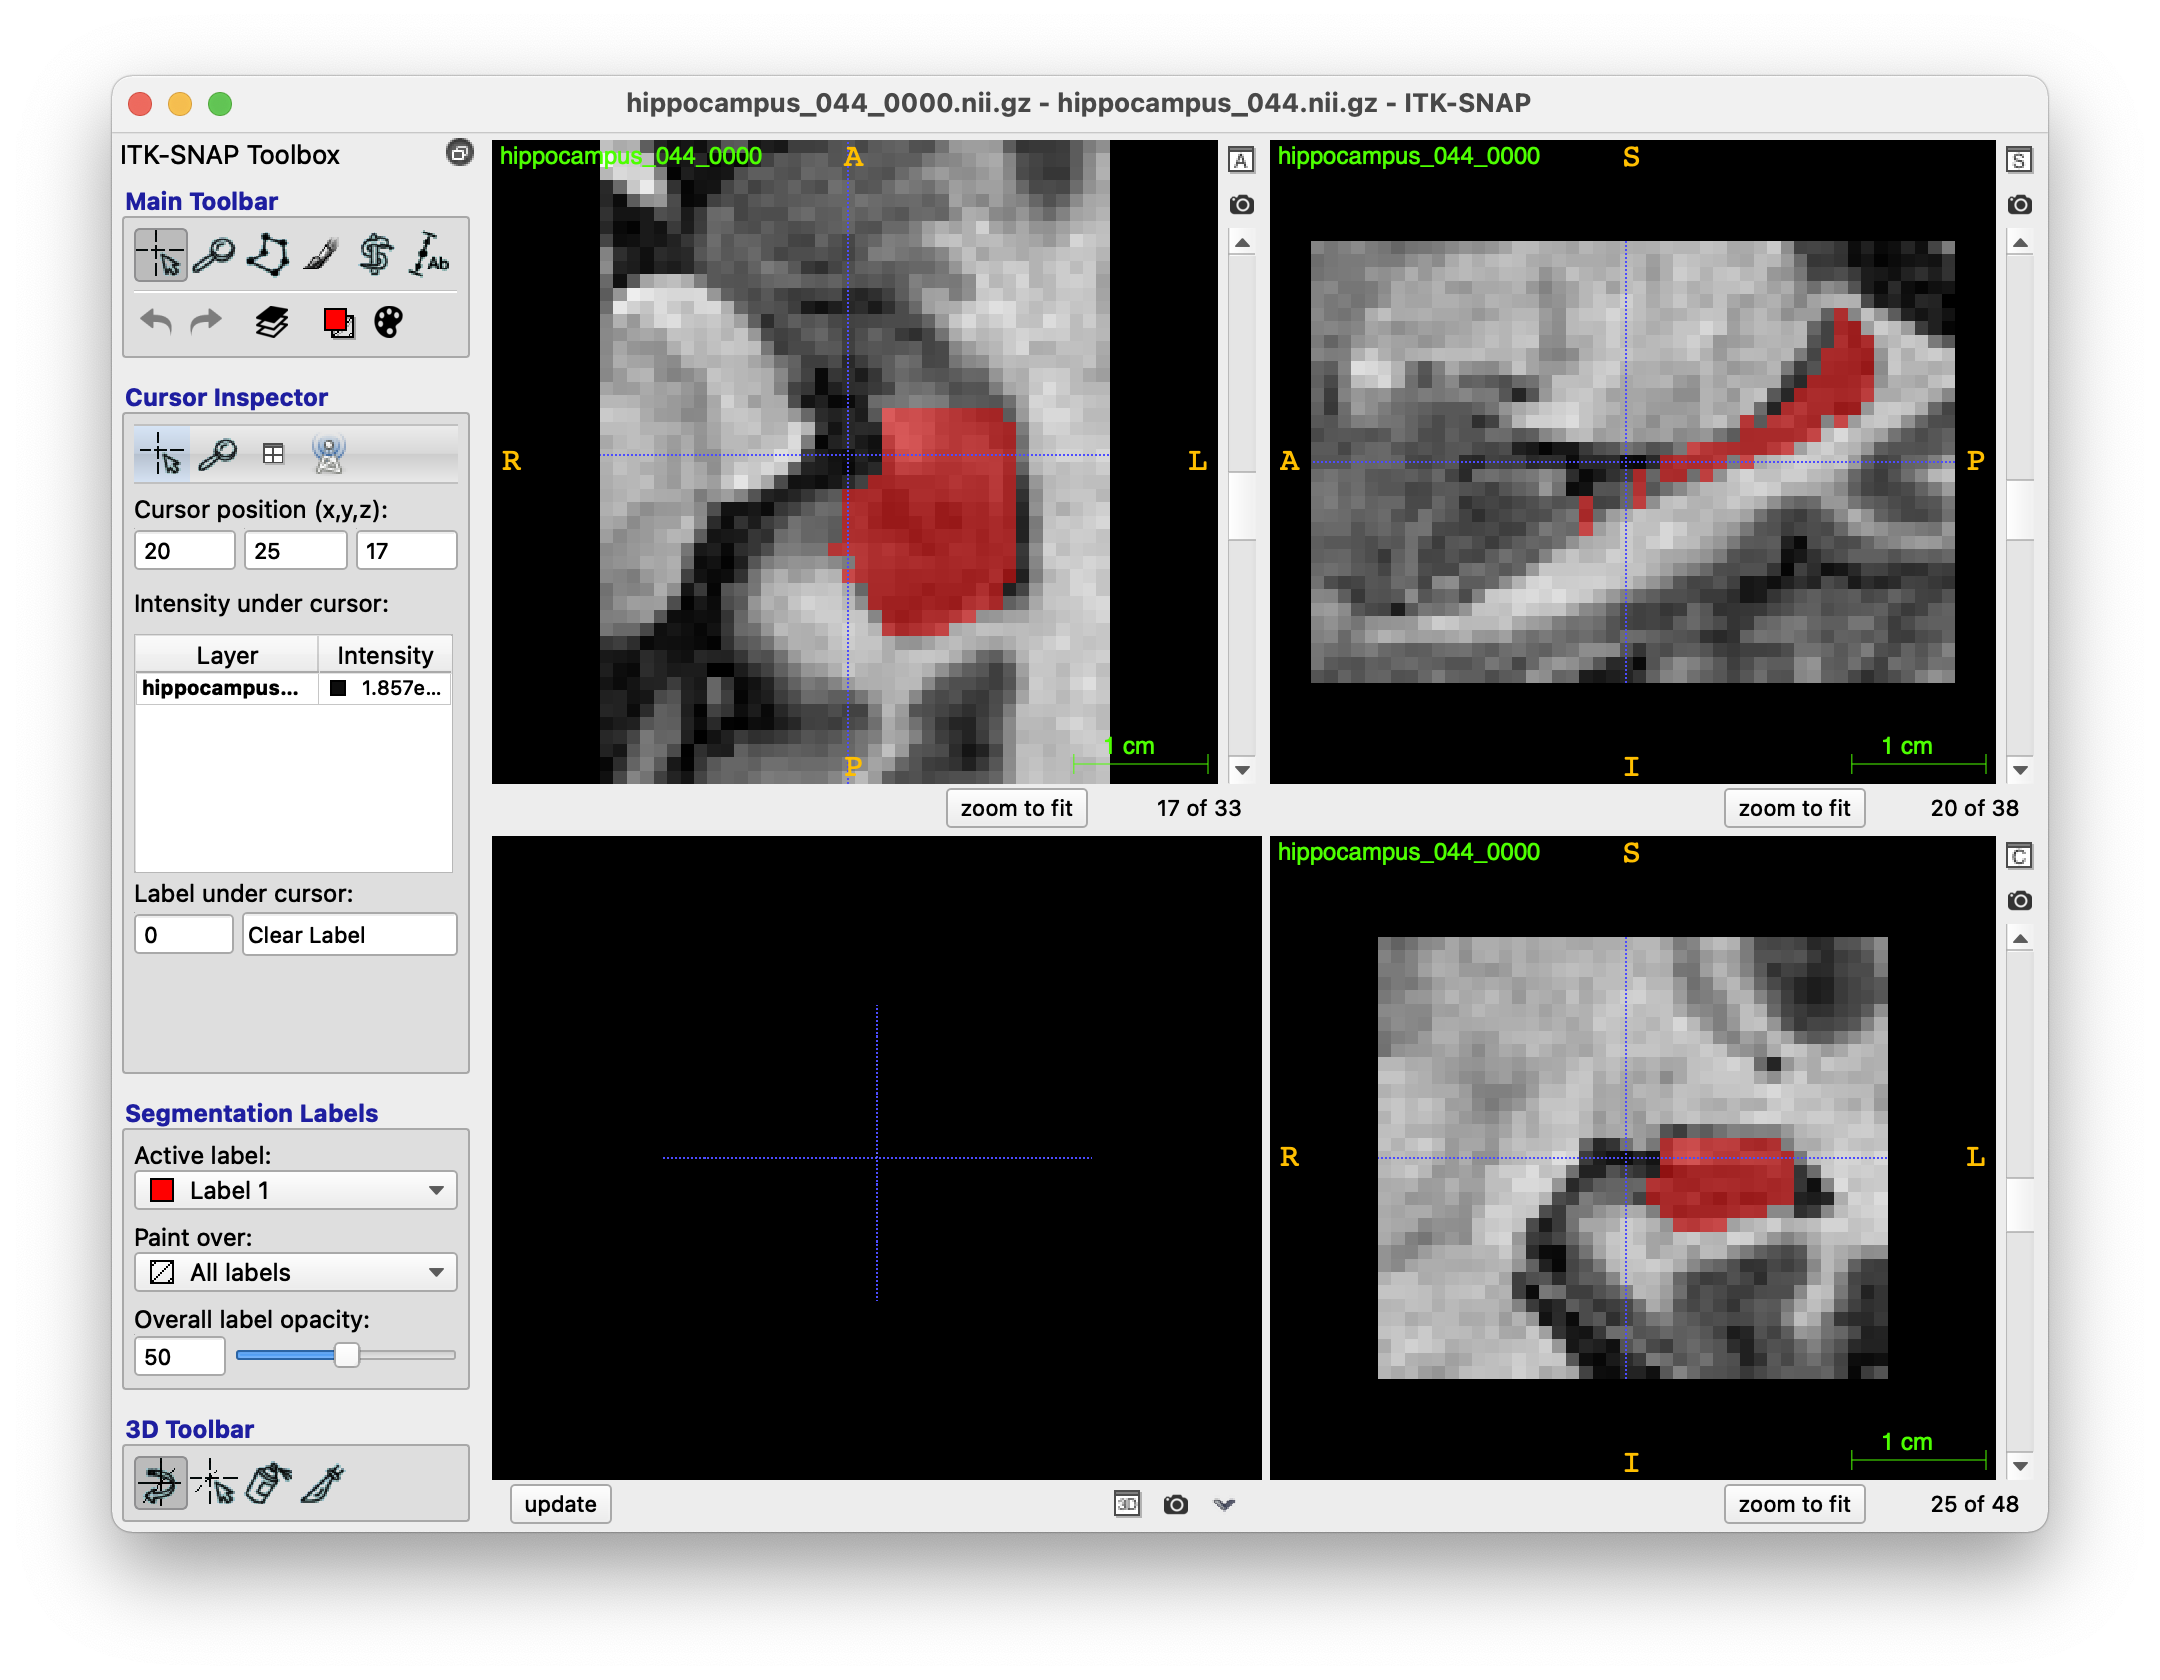 hippocampus_044_0000.nii.gz - hippocampus_044.nii.gz - ITK-SNAP
ITK-SNAP Toolbox
Main Toolbar
Ab
Cursor Inspector
Cursor position (x,y,z):
20 25 17
Intensity under cursor:
Layer Intensity
hippocampus... 1.857e...
Label under cursor:
0 Clear Label
Segmentation Labels
Active label:
Label 1
Paint over:
All labels
Overall label opacity:
50
3D Toolbar
hippocampus_044_0000
A
R
L
P
1 cm
A
zoom to fit 17 of 33
hippocampus_044_0000
S
A
P
I
1 cm
S
zoom to fit 20 of 38
update
3D
hippocampus_044_0000
S
R
L
I
1 cm
C
zoom to fit 25 of 48